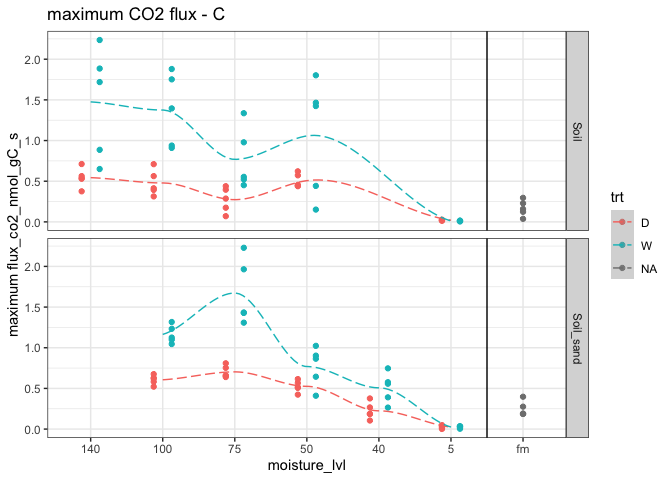 maximum CO2 flux - C
maximum flux_co2_nmol_gC_s
2.0
1.5
1.0
0.5
0.0
Soil
2.0
1.5
1.0
0.5
0.0
Soil_sand
140 100 75 50 40 5 fm
moisture_lvl
trt
D
W
NA